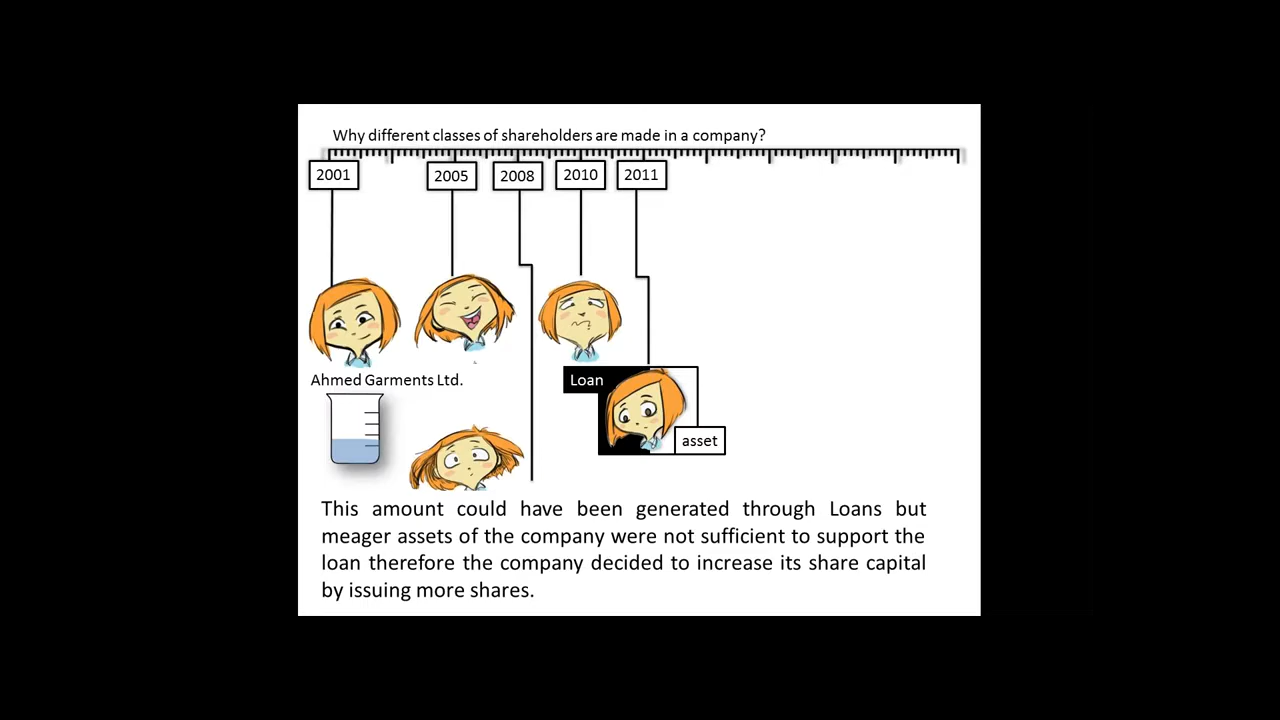 Why different classes of shareholders are made in a company?
2001
2005
2008
2010
2011
Ahmed Garments Ltd.
Loan
asset
This amount could have been generated through Loans but
meager assets of the company were not sufficient to support the
loan therefore the company decided to increase its share capital
by issuing more shares.